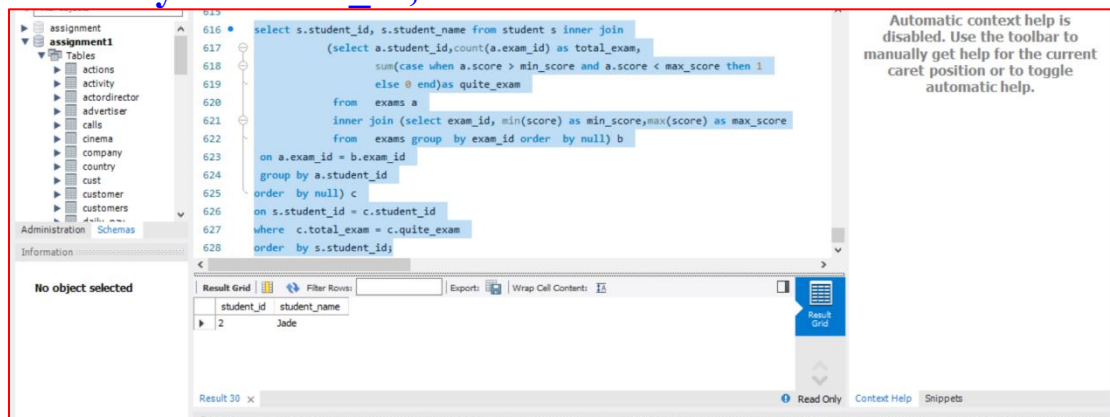 assignment
assignment1
Tables
actions
activity
actordirector
advertiser
calls
cinema
company
country
cust
customer
customers
Administration Schemas
Information
No object selected
616 select s.student_id, s.student_name from student s inner join
617 (select a.student_id,count(a.exam_id) as total_exam,
618 sum(case when a.score > min_score and a.score < max_score then 1
619 else 0 end)as quite_exam
620 from exams a
621 inner join (select exam_id, min(score) as min_score,max(score) as max_score
622 from exams group by exam_id order by null) b
623 on a.exam_id = b.exam_id
624 group by a.student_id
625 order by null) c
626 on s.student_id = c.student_id
627 where c.total_exam = c.quite_exam
628 order by s.student_id;
Result Grid Filter Rows: Export: Wrap Cell Content:
student_id student_name
2 Jade
Result Grid
Result 30
Read Only
Automatic context help is
disabled. Use the toolbar to
manually get help for the current
caret position or to toggle
automatic help.
Context Help Snippets